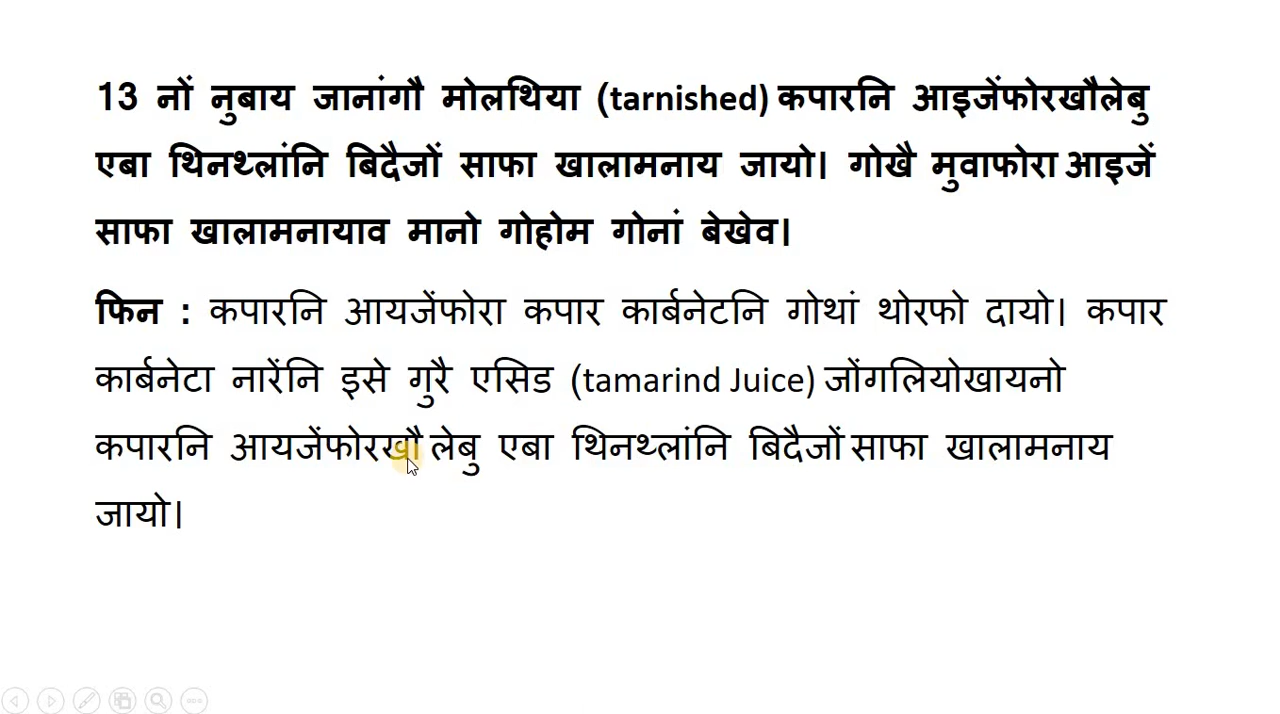 13 नों नुबाय जानांगौ मोलथिया (tarnished) कपारनि आइजेंफोरखौलेबु
एबा थिनथ्लांनि बिदैजों साफा खालामनाय जायो। गोखै मुवाफोरा आइजें
साफा खालामनायाव मानो गोहोम गोनां बेखेव।
फिन : कपारनि आयजेंफोरा कपार कार्बनेटनि गोथां थोरफो दायो। कपार
कार्बनेटा नारेंनि इसे गुरै एसिड (tamarind Juice) जोंगलियोखायनो
कपारनि आयजेंफोरखौ लेबु एबा थिनथ्लांनि बिदैजों साफा खालामनाय
जायो।